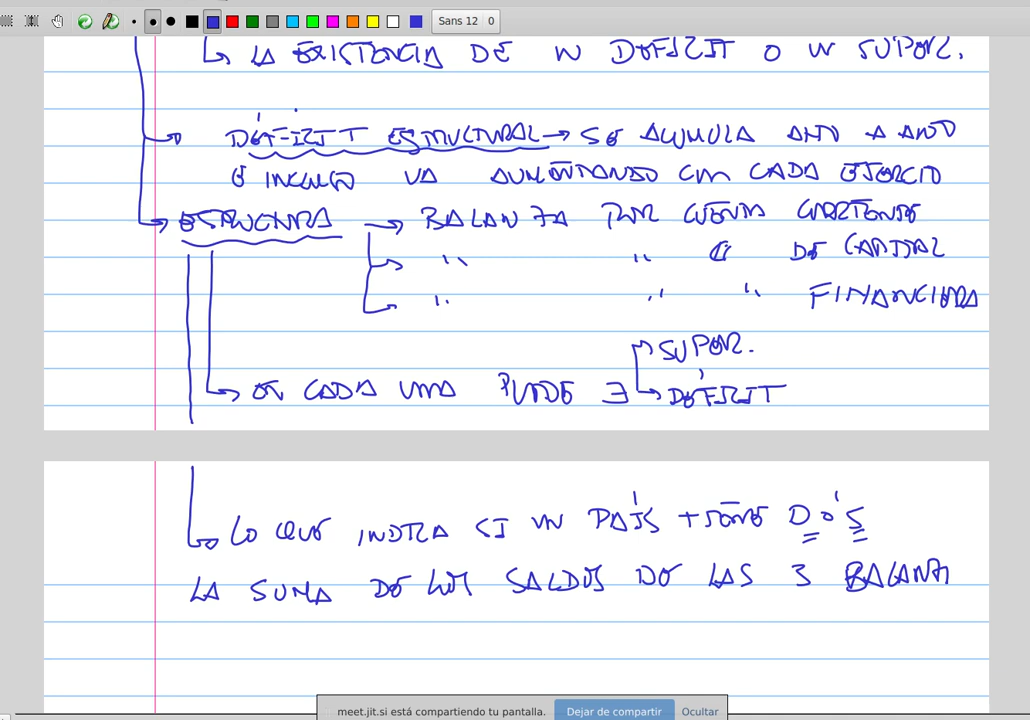 Sans 12 0
↳ LA EXISTENCIA DE UN DÉFICIT O UN SUPER.
→ DÉFICIT ESTRUCTURAL → SE ACUMULA AÑO A AÑO
E INCLUSO VA AUMENTANDO CON CADA EJERCICIO
→ ESTRUCTURA → BALANZA POR CUENTA CORRIENTE
→ " " " DE CAPITAL
→ " " " FINANCIERA
→ SUPER.
↳ EN CADA UNA PUEDE ∃ → DÉFICIT
↳ LO QUE INDICA SI UN PAÍS TIENE D ó S
LA SUMA DE LOS SALDOS DE LAS 3 BALANZ
meet.jit.si está compartiendo tu pantalla. Dejar de compartir Ocultar